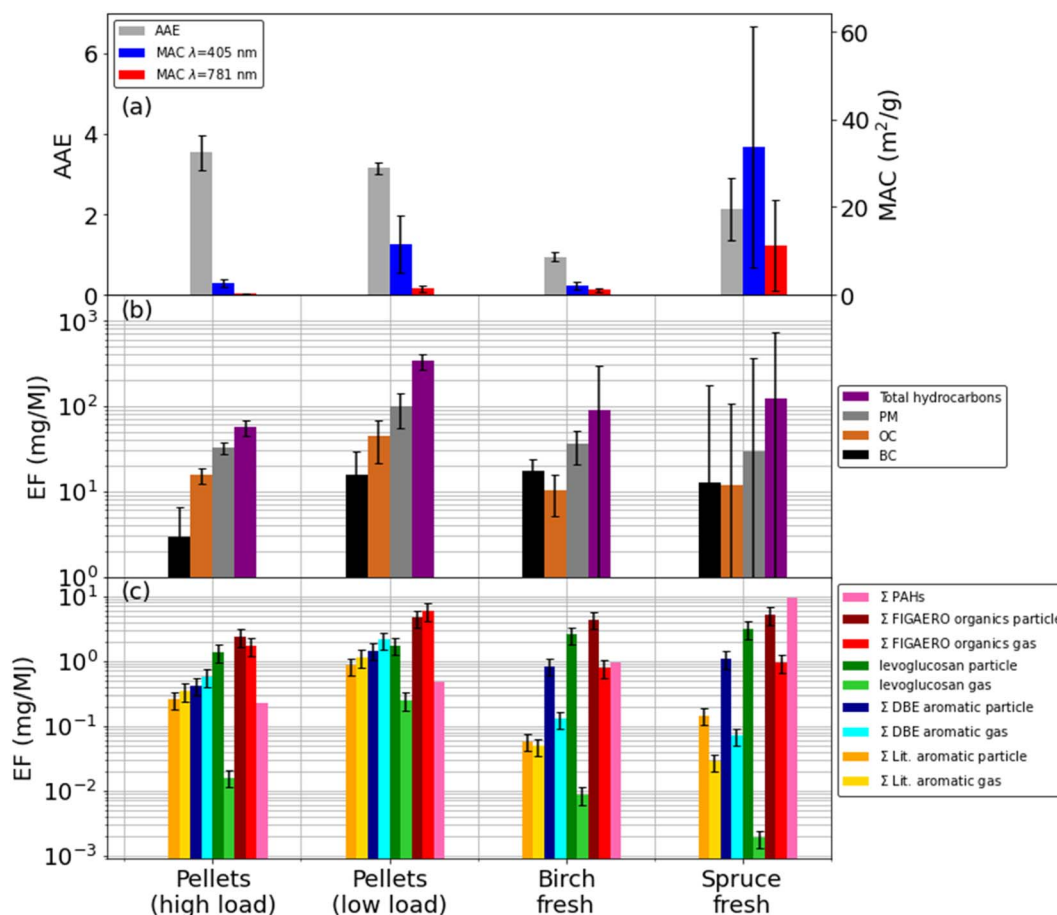 AAE
MAC λ=405 nm
MAC λ=781 nm
(a)
AAE
6
4
2
0
MAC (m²/g)
60
40
20
0
(b)
EF (mg/MJ)
10³
10²
10¹
10⁰
Total hydrocarbons
PM
OC
BC
(c)
EF (mg/MJ)
10¹
10⁰
10⁻¹
10⁻²
10⁻³
Σ PAHs
Σ FIGAERO organics particle
Σ FIGAERO organics gas
levoglucosan particle
levoglucosan gas
Σ DBE aromatic particle
Σ DBE aromatic gas
Σ Lit. aromatic particle
Σ Lit. aromatic gas
Pellets
(high load)
Pellets
(low load)
Birch
fresh
Spruce
fresh